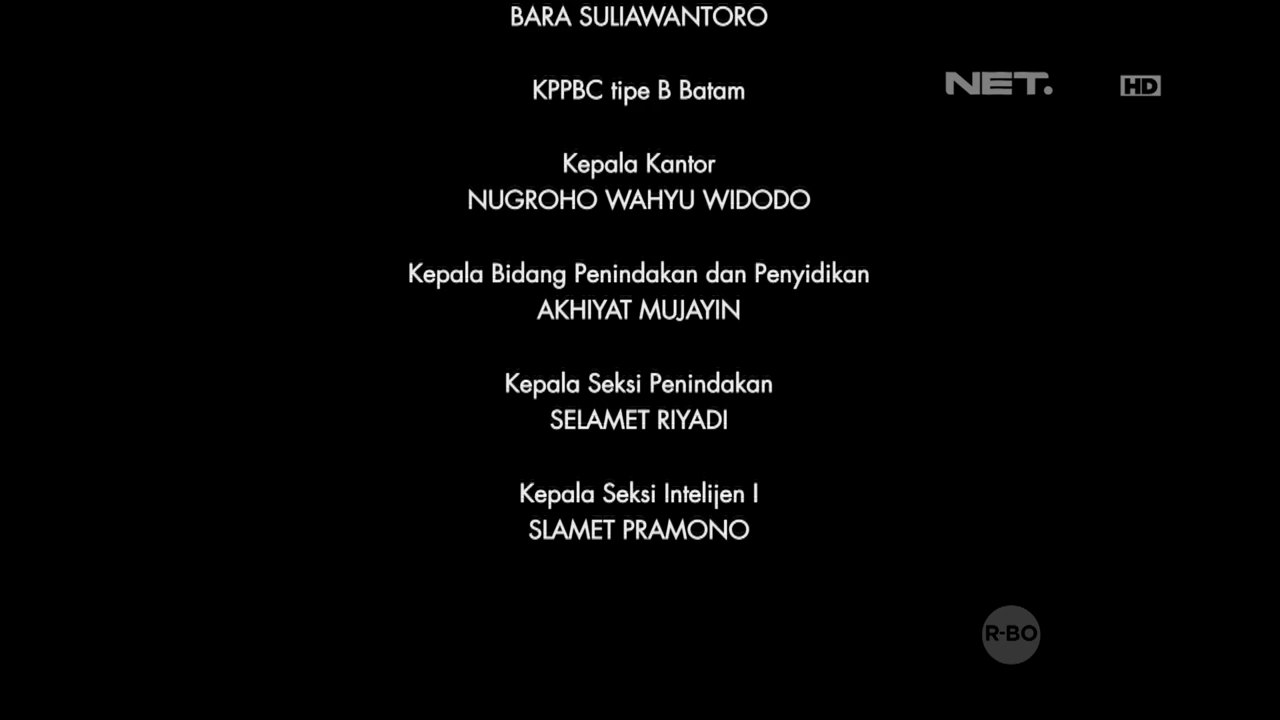 BARA SULIAWANTORO
KPPBC tipe B Batam
NET.
HD
Kepala Kantor
NUGROHO WAHYU WIDODO
Kepala Bidang Penindakan dan Penyidikan
AKHIYAT MUJAYIN
Kepala Seksi Penindakan
SELAMET RIYADI
Kepala Seksi Intelijen I
SLAMET PRAMONO
R-BO